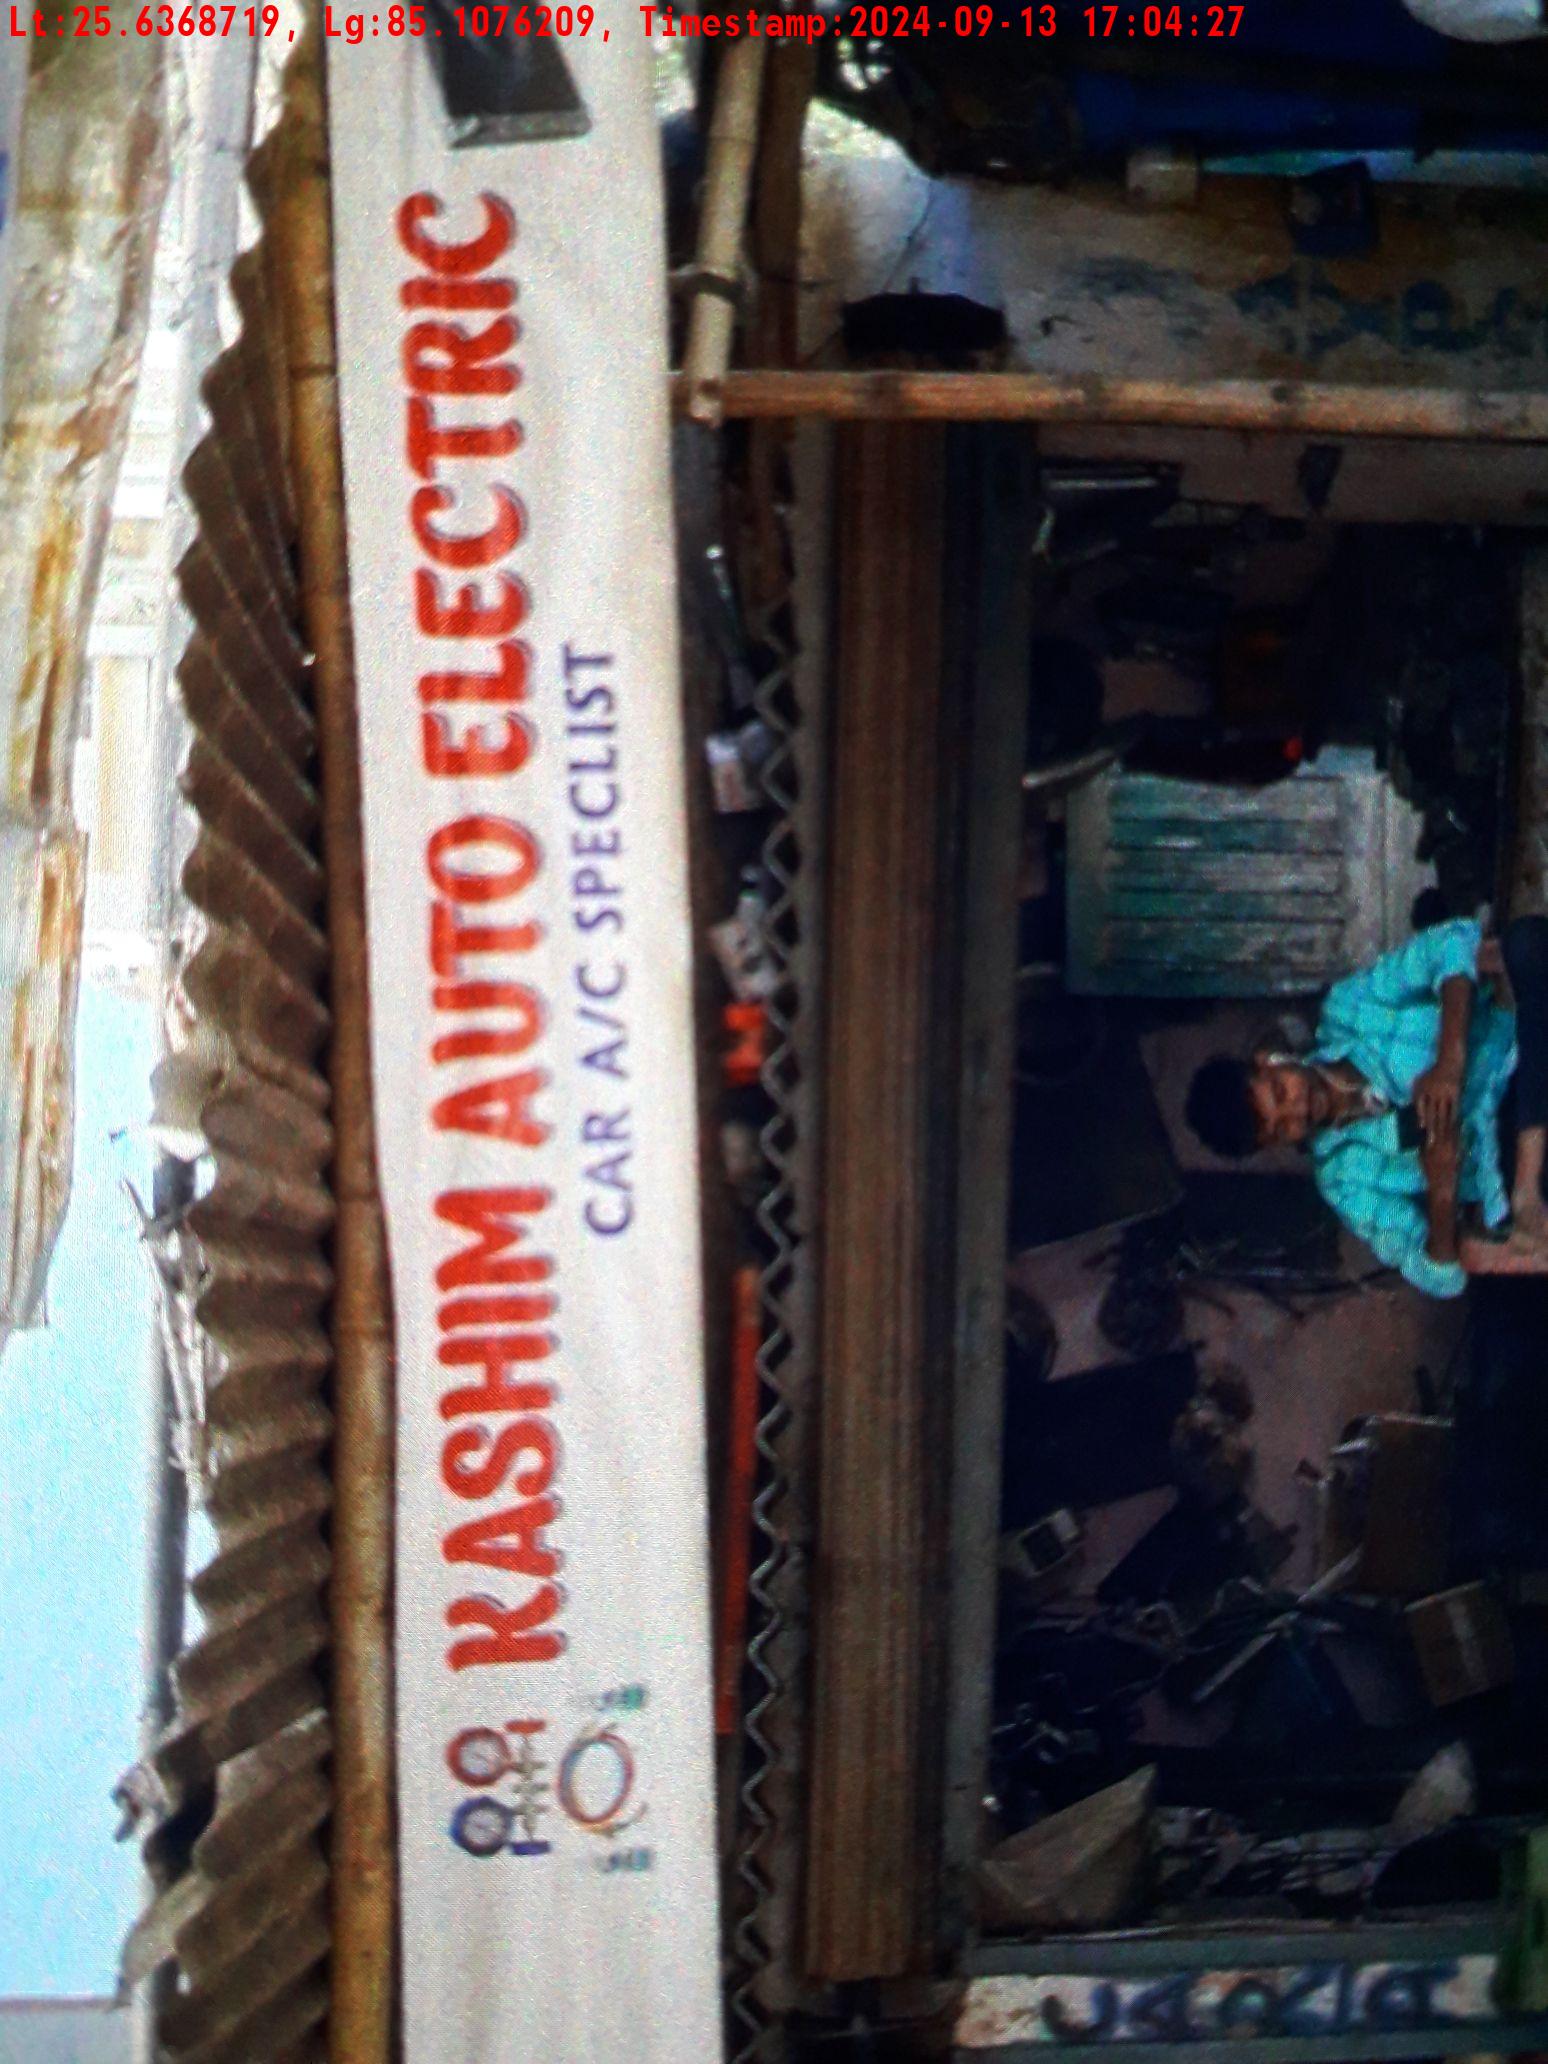 Lt:25.6368719, Lg:85.1076209, Timestamp:2024-09-13 17:04:27
KASHIM AUTO ELECTRIC
CAR A/C SPECLIST